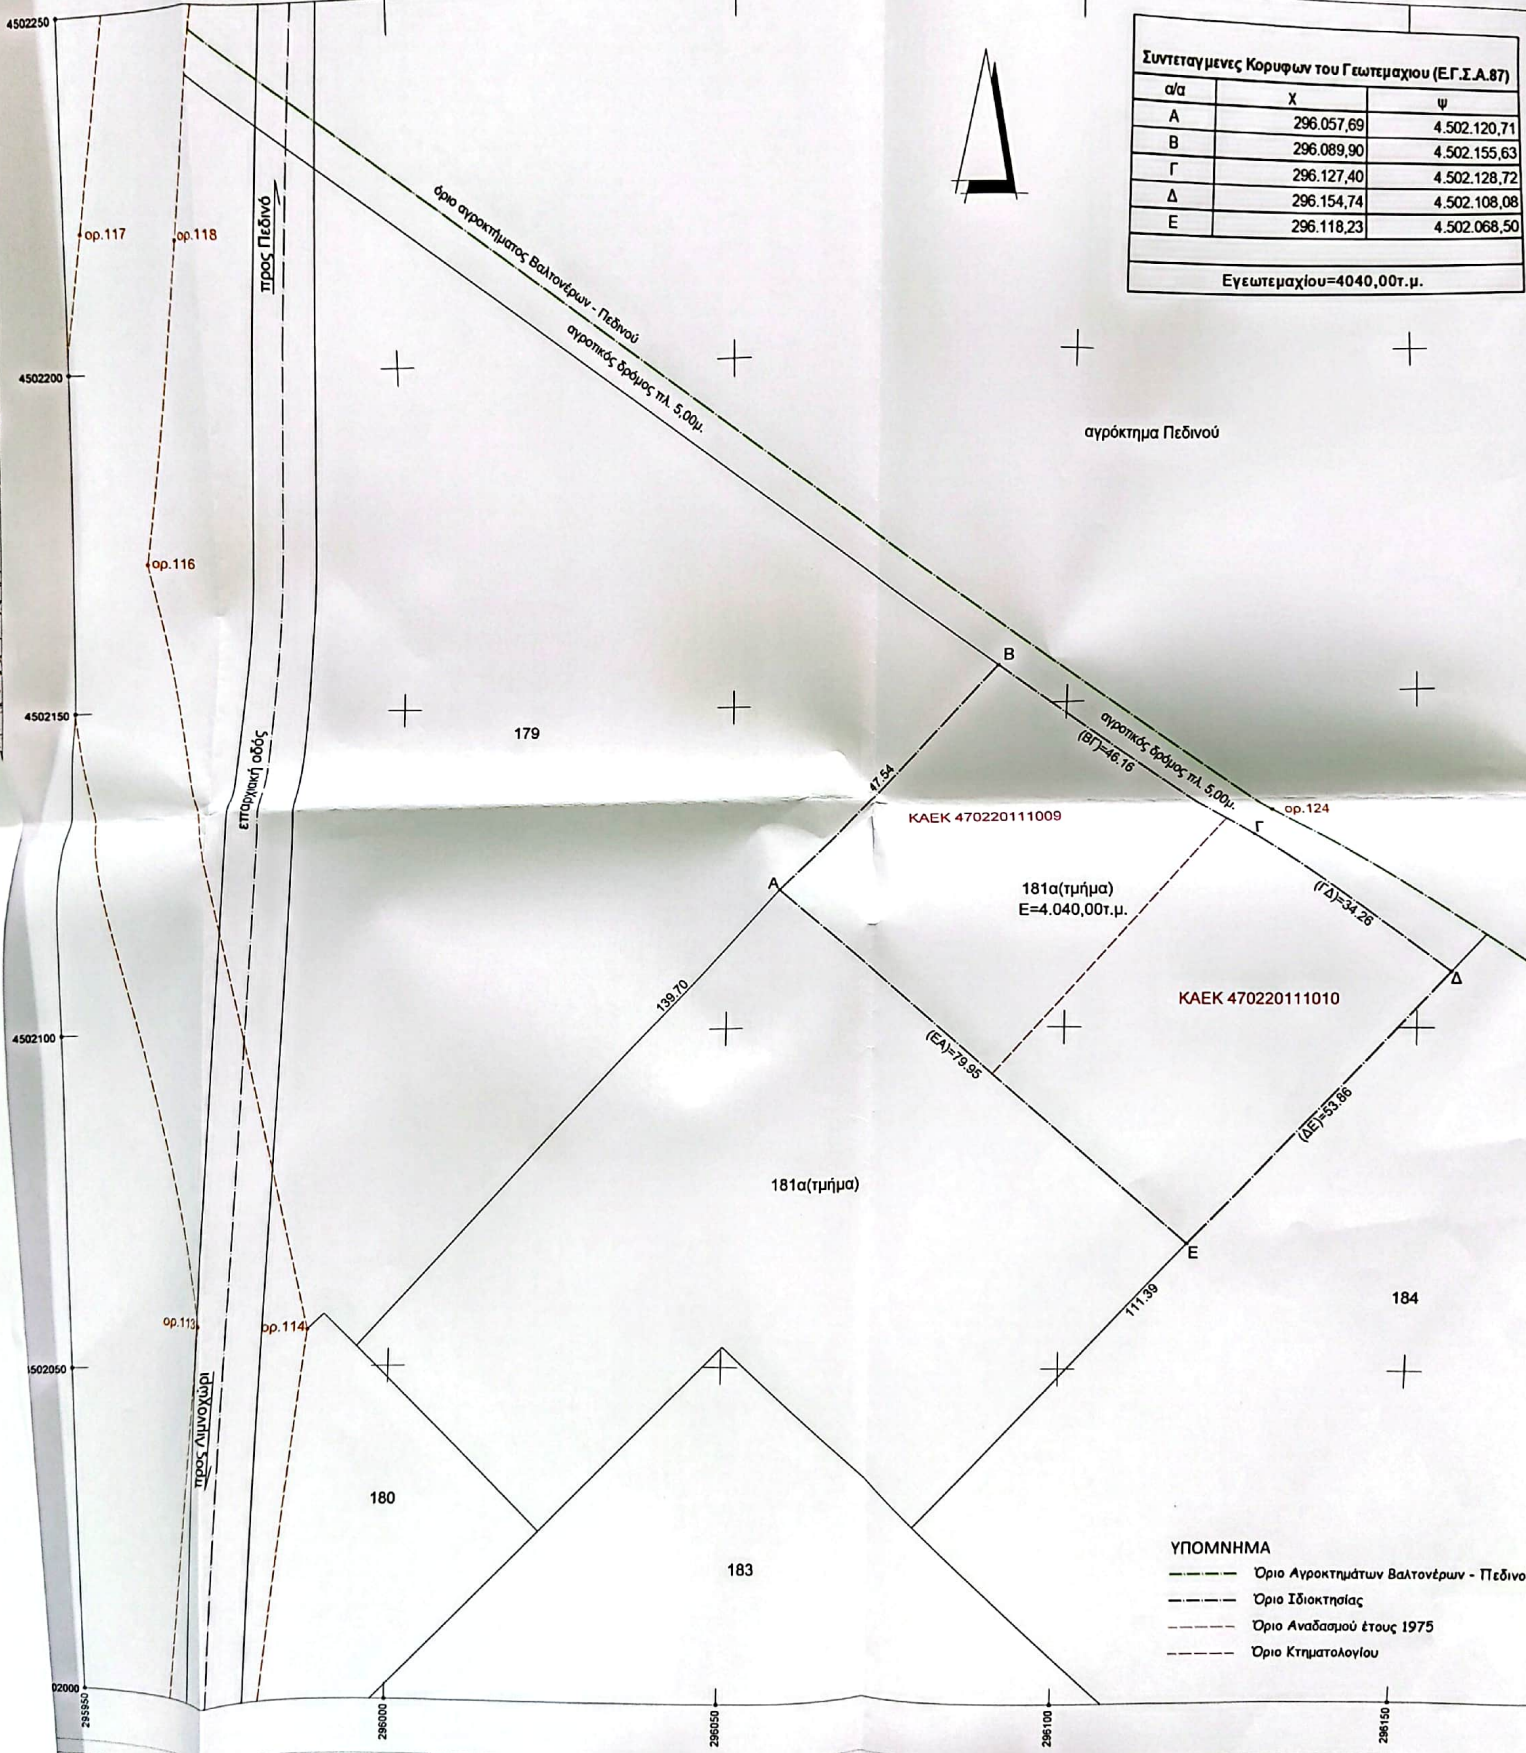 4502250
Συντεταγμενες Κορυφων του Γεωτεμαχιου (Ε.Γ.Σ.Α.87)
α/α χ ψ
Α 296.057,69 4.502.120,71
Β 296.089,90 4.502.155,63
Γ 296.127,40 4.502.128,72
Δ 296.154,74 4.502.108,08
Ε 296.118,23 4.502.068,50
Εγεωτεμαχίου=4040,00τ.μ.
ορ.117
ορ.118
προς Πεδινό
όριο αγροκτήματος Βαλτονέρων - Πεδινού
αγροτικός δρόμος πλ. 5,00μ.
4502200
αγρόκτημα Πεδινού
ορ.116
Β
4502150
179
επαρχιακή οδός
47.54
(ΒΓ)=46.16
αγροτικός δρόμος πλ. 5,00μ.
ορ.124
ΚΑΕΚ 470220111009
Γ
Α
181α(τμήμα)
Ε=4.040,00τ.μ.
(ΓΔ)=34.26
Δ
139.70
ΚΑΕΚ 470220111010
4502100
(ΕΑ)=79.95
(ΔΕ)=53.86
181α(τμήμα)
Ε
111.39
184
ορ.113
ορ.114
4502050
προς Λιμνοχώρι
180
183
ΥΠΟΜΝΗΜΑ
Όριο Αγροκτημάτων Βαλτονέρων - Πεδινο
Όριο Ιδιοκτησίας
Όριο Αναδασμού έτους 1975
Όριο Κτηματολογίου
02000
295950
296000
296050
296100
296150